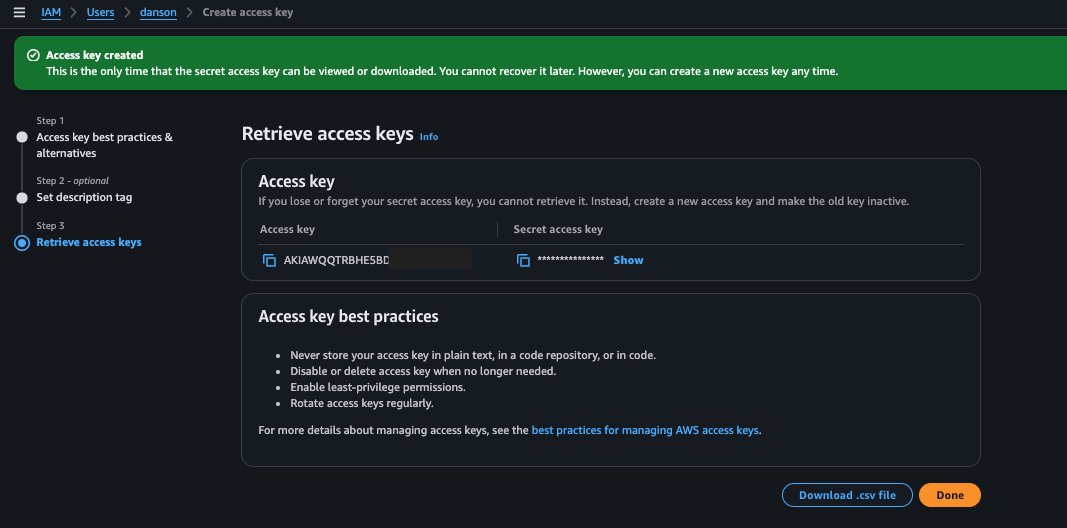 IAM > Users > danson > Create access key
Access key created
This is the only time that the secret access key can be viewed or downloaded. You cannot recover it later. However, you can create a new access key any time.
Step 1
Access key best practices &
alternatives
Step 2 - optional
Set description tag
Step 3
Retrieve access keys
Retrieve access keys Info
Access key
If you lose or forget your secret access key, you cannot retrieve it. Instead, create a new access key and make the old key inactive.
Access key Secret access key
AKIAWQQTRBHE5BD *************** Show
Access key best practices
• Never store your access key in plain text, in a code repository, or in code.
• Disable or delete access key when no longer needed.
• Enable least-privilege permissions.
• Rotate access keys regularly.
For more details about managing access keys, see the best practices for managing AWS access keys.
Download .csv file Done